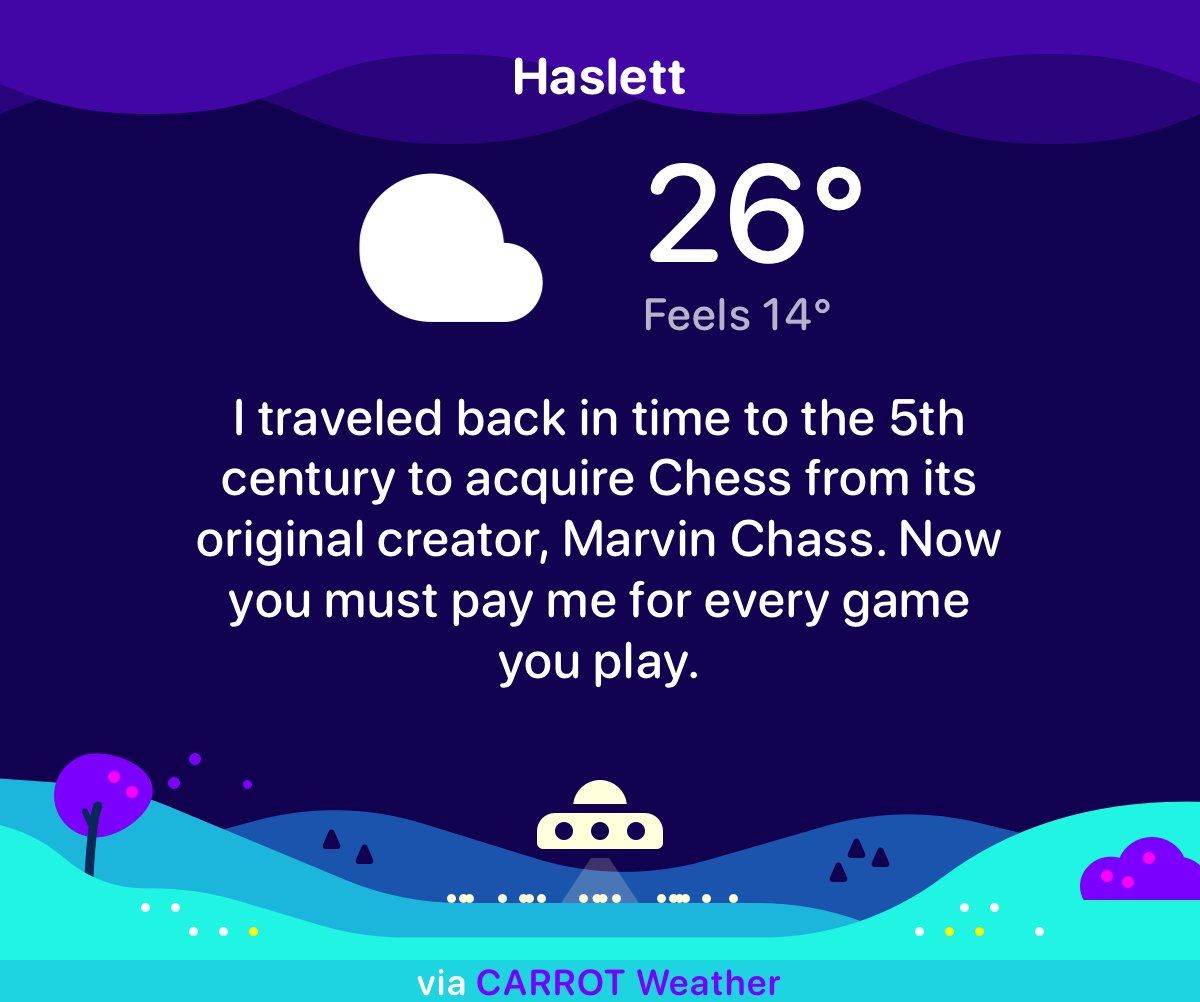 Haslett
26°
Feels 14°
I traveled back in time to the 5th
century to acquire Chess from its
original creator, Marvin Chass. Now
you must pay me for every game
you play.
via CARROT Weather